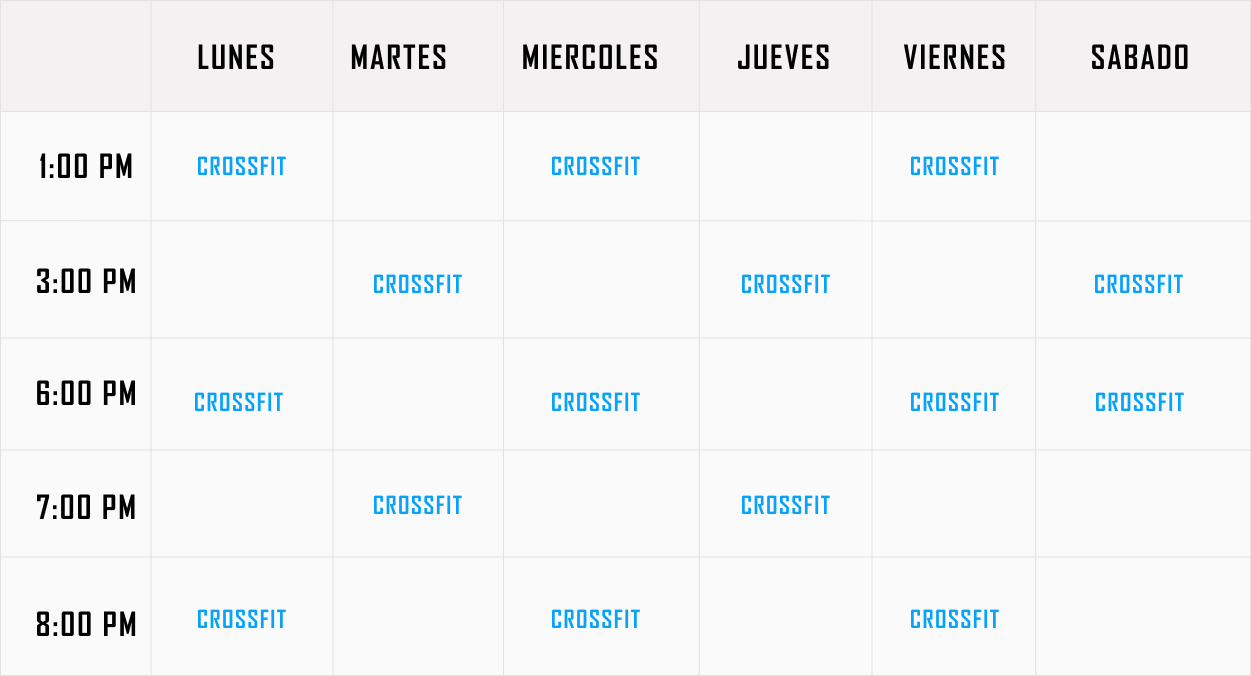 LUNES MARTES MIERCOLES JUEVES VIERNES SABADO
1:00 PM CROSSFIT CROSSFIT CROSSFIT
3:00 PM CROSSFIT CROSSFIT CROSSFIT
6:00 PM CROSSFIT CROSSFIT CROSSFIT CROSSFIT
7:00 PM CROSSFIT CROSSFIT
8:00 PM CROSSFIT CROSSFIT CROSSFIT